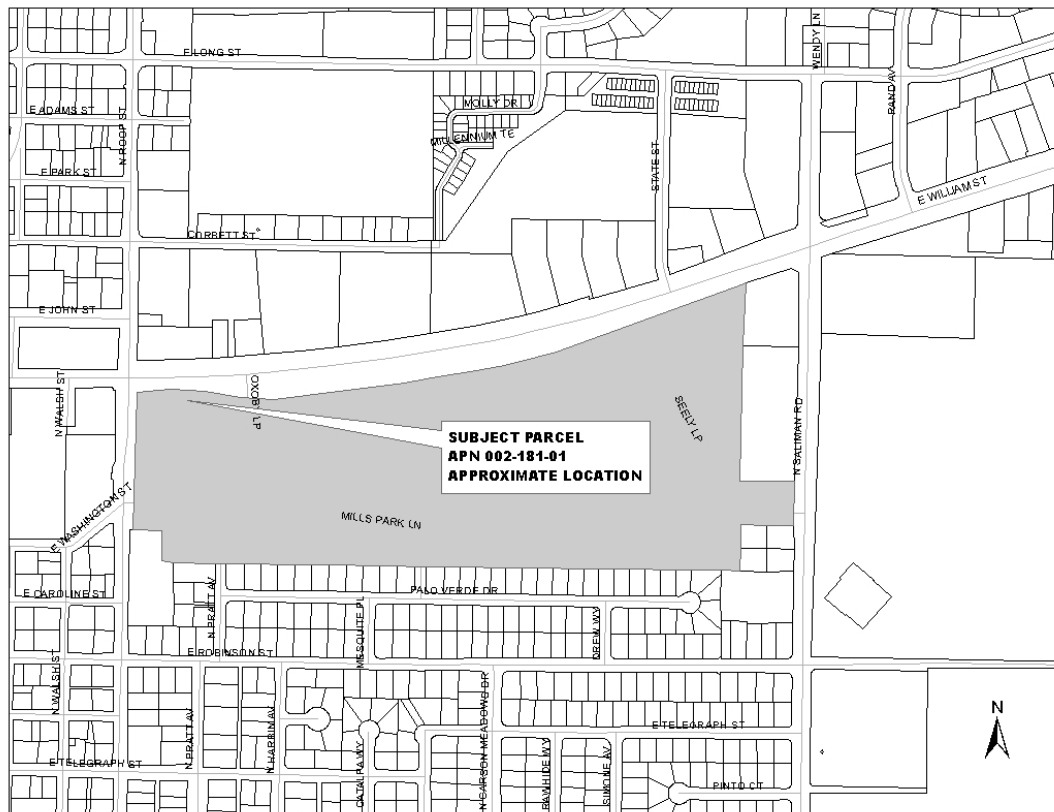 E LONG ST
WENDY LN
RAND AV
E ADAMS ST
N ROOP ST
MOLLY DR
MILLENNIUM TE
E PARK ST
STATE ST
E WILLIAM ST
CORBETT ST
E JOHN ST
N WALSH ST
LP
SEELY LP
N SALIMAN RD
SUBJECT PARCEL
APN 002-181-01
APPROXIMATE LOCATION
MILLS PARK LN
E WASHINGTON ST
E CAROLINE ST
N PRATT AV
PALO VERDE DR
MESQUITE PL
DREW WY
E ROBINSON ST
N WALSH ST
N PRATT AV
N HARBIN AV
CATALPA WY
N CARSON MEADOWS DR
RAWHIDE WY
SIMONE AV
E TELEGRAPH ST
E TELEGRAPH ST
PINTO CT
N